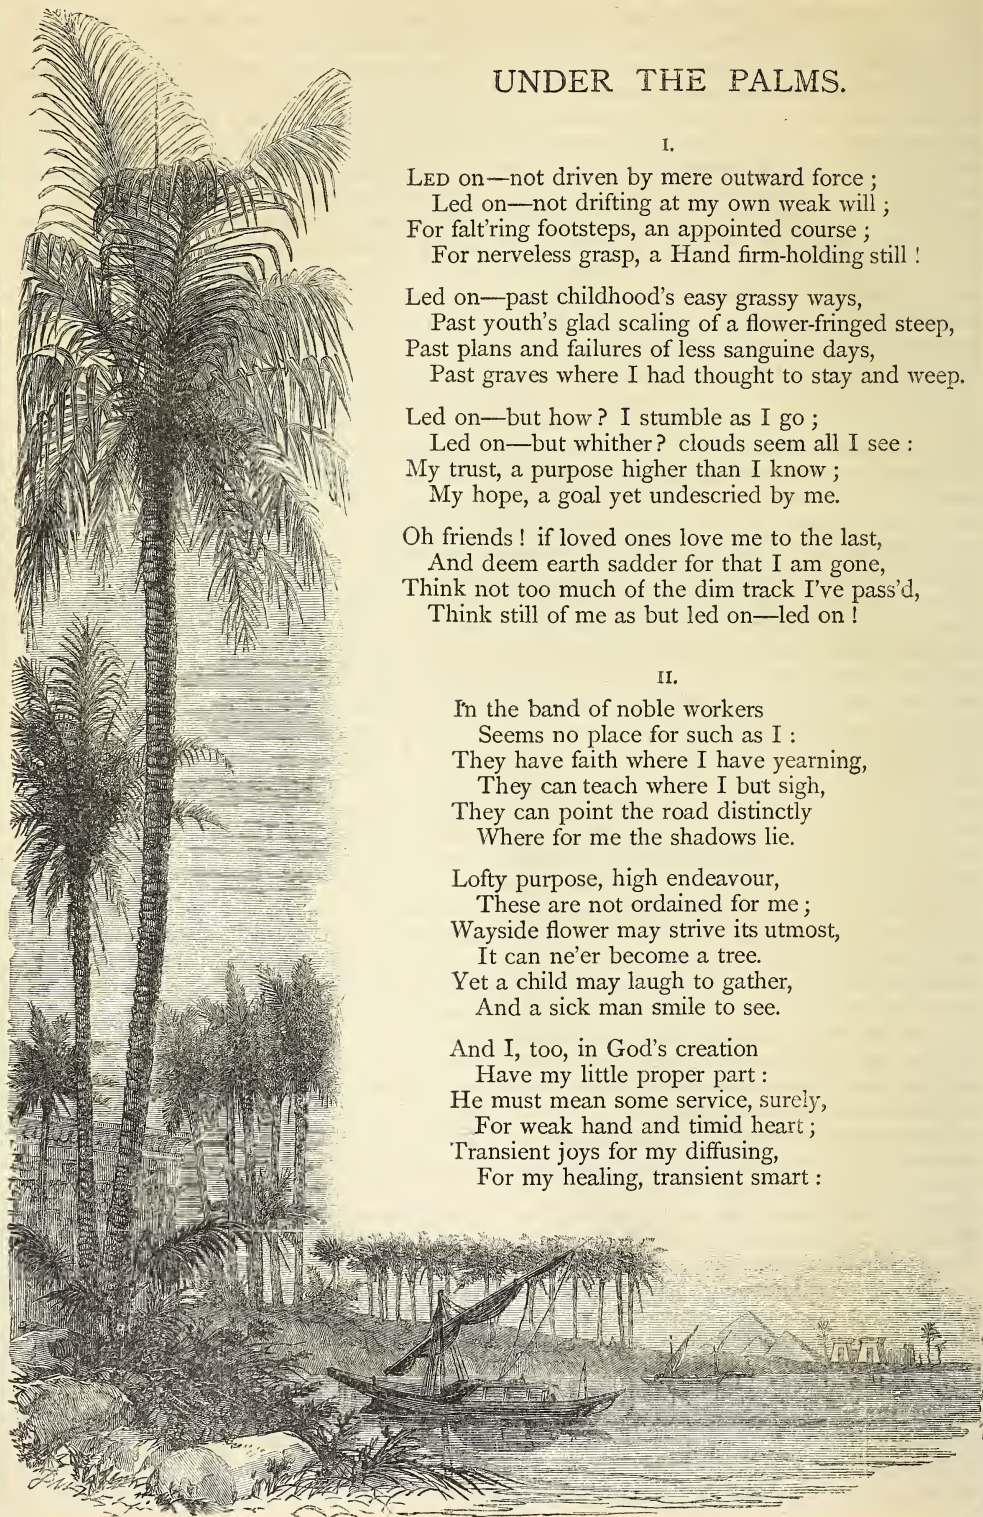 UNDER THE PALMS.
I.
LED on—not driven by mere outward force ;
Led on—not drifting at my own weak will ;
For falt'ring footsteps, an appointed course ;
For nerveless grasp, a Hand firm-holding still !
Led on—past childhood's easy grassy ways,
Past youth's glad scaling of a flower-fringed steep,
Past plans and failures of less sanguine days,
Past graves where I had thought to stay and weep.
Led on—but how ? I stumble as I go ;
Led on—but whither ? clouds seem all I see :
My trust, a purpose higher than I know ;
My hope, a goal yet undescried by me.
Oh friends ! if loved ones love me to the last,
And deem earth sadder for that I am gone,
Think not too much of the dim track I've pass'd,
Think still of me as but led on—led on !
II.
In the band of noble workers
Seems no place for such as I :
They have faith where I have yearning,
They can teach where I but sigh,
They can point the road distinctly
Where for me the shadows lie.
Lofty purpose, high endeavour,
These are not ordained for me ;
Wayside flower may strive its utmost,
It can ne'er become a tree.
Yet a child may laugh to gather,
And a sick man smile to see.
And I, too, in God's creation
Have my little proper part :
He must mean some service, surely,
For weak hand and timid heart ;
Transient joys for my diffusing,
For my healing, transient smart :